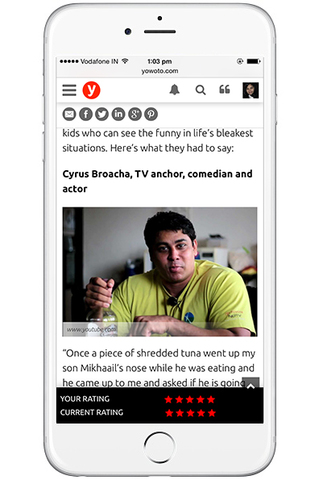 Vodafone IN
1:03 pm
yowoto.com
y
kids who can see the funny in life's bleakest
situations. Here's what they had to say:
Cyrus Broacha, TV anchor, comedian and
actor
www.youtube.com
"Once a piece of shredded tuna went up my
son Mikhaail's nose while he was eating and
he came up to me and asked if he is going
YOUR RATING
CURRENT RATING